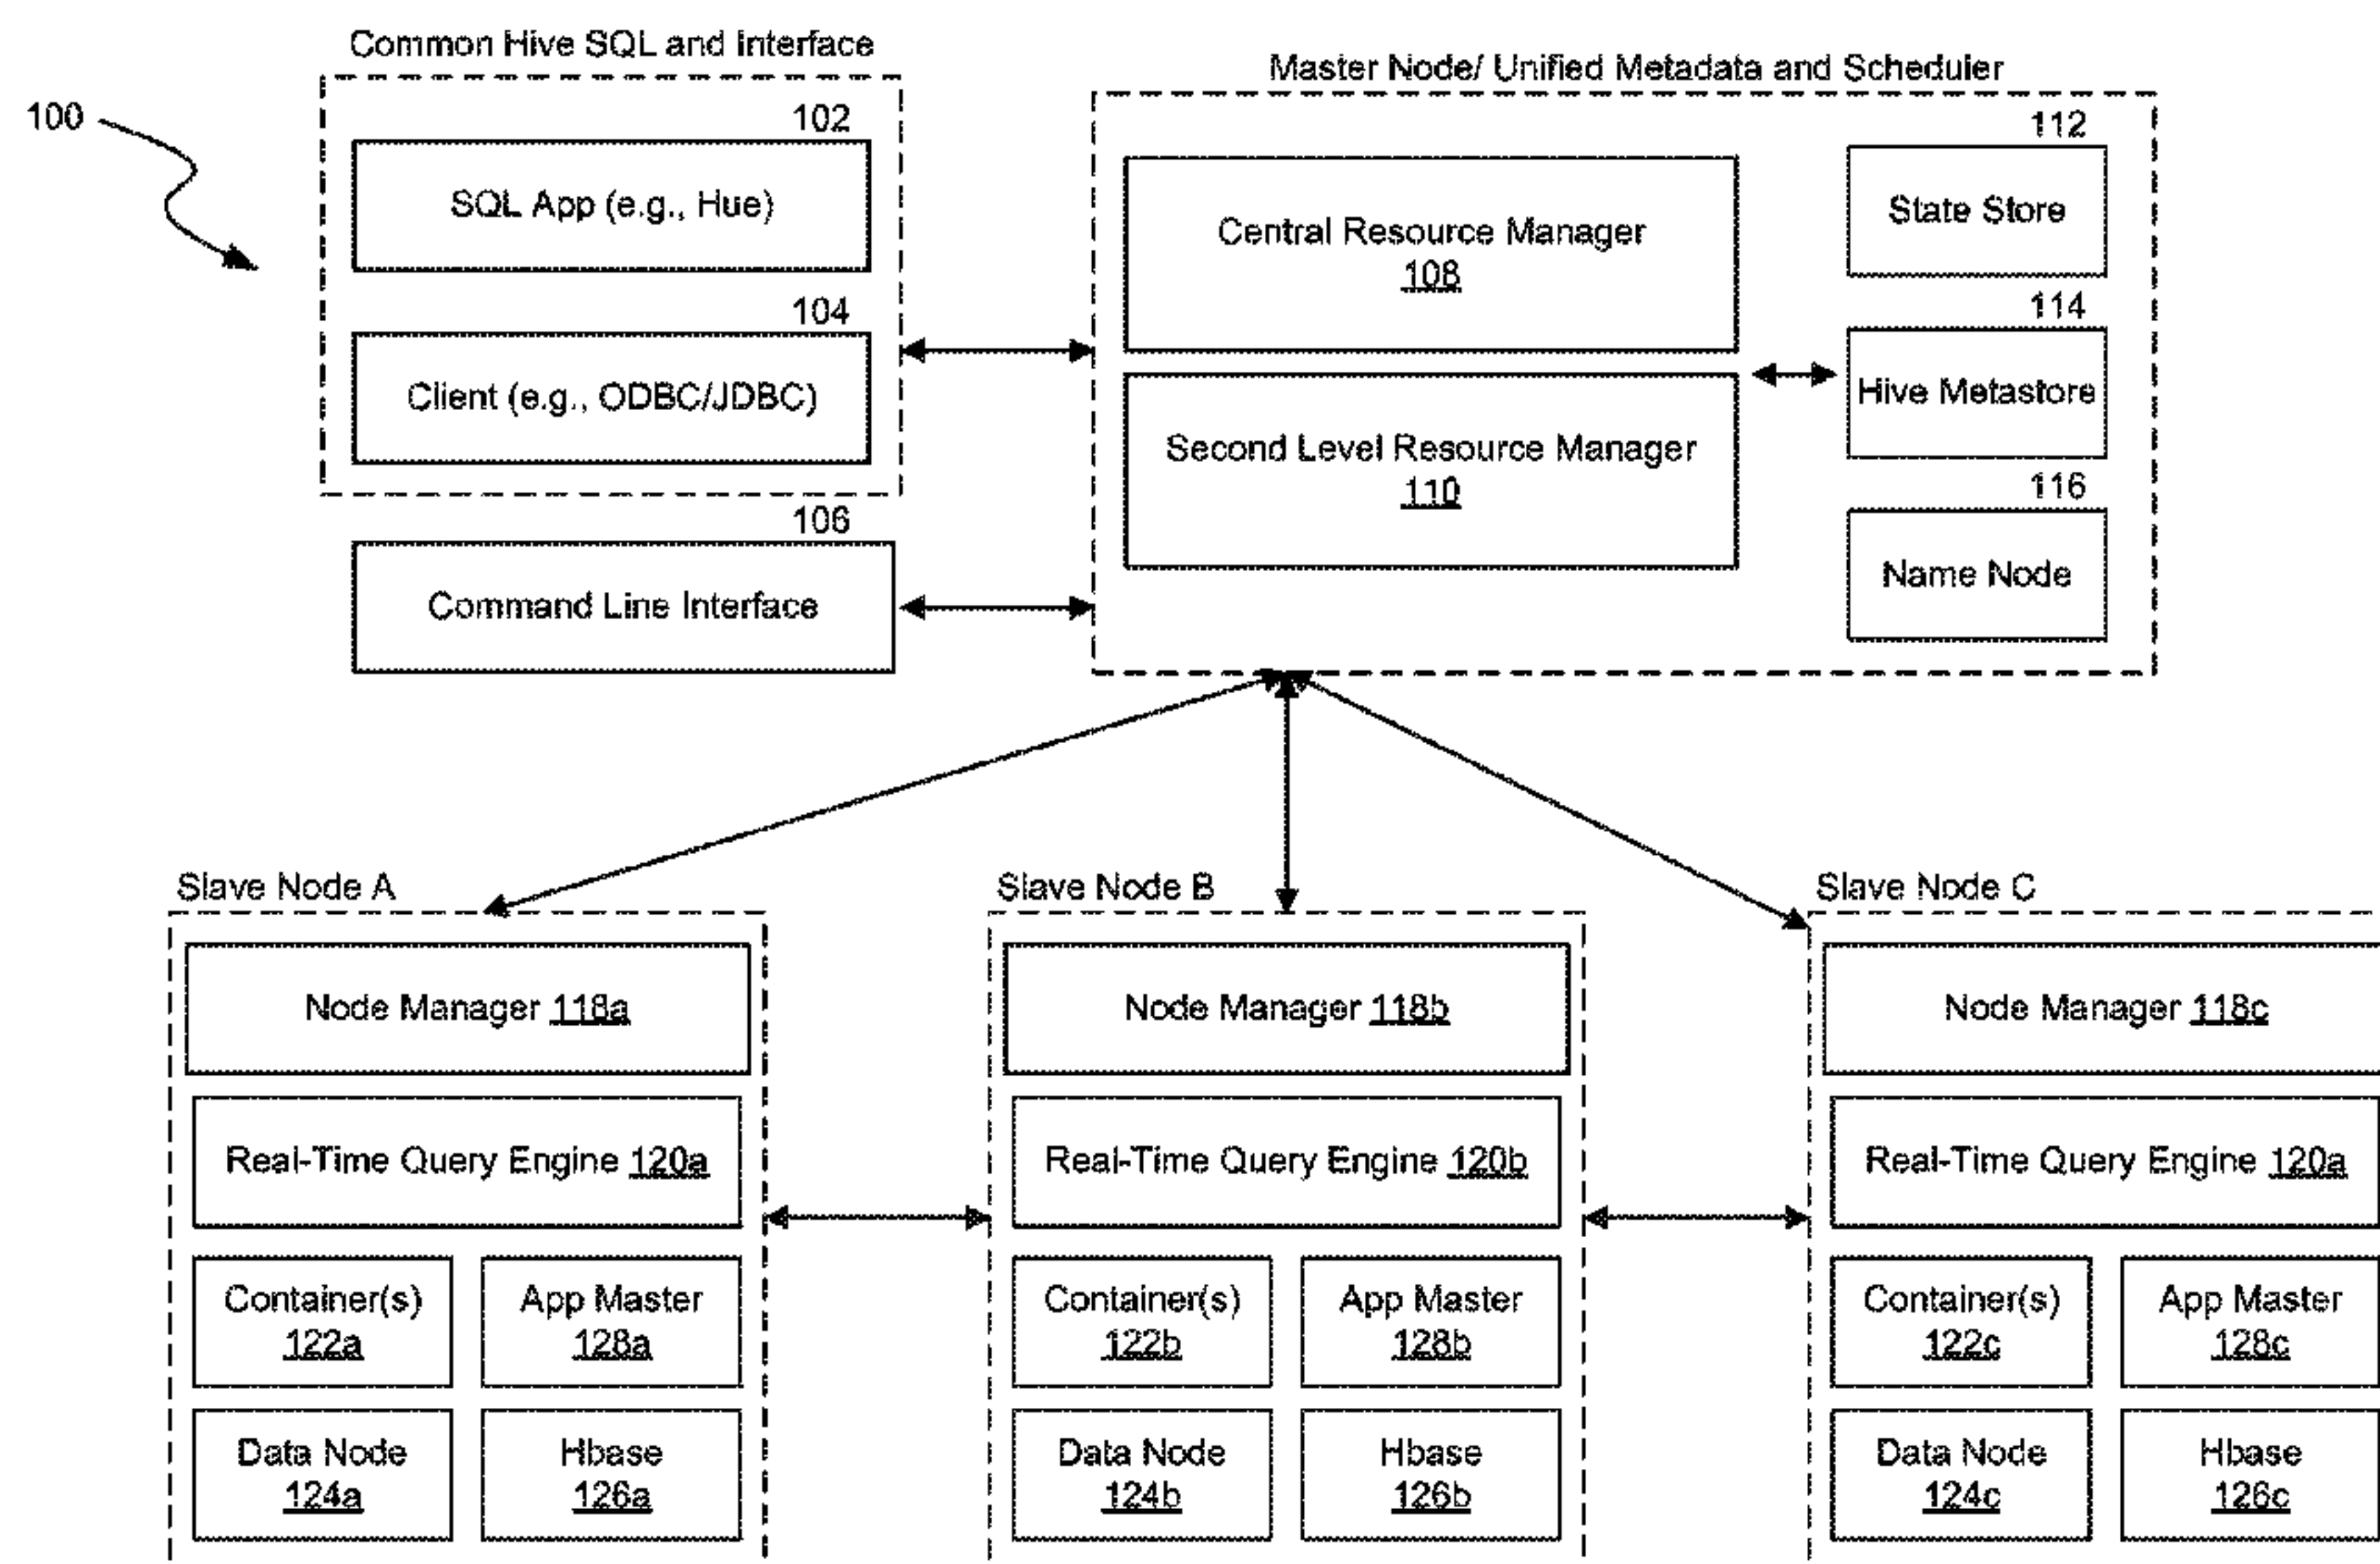 Common Hive SQL and Interface
Master Node/ Unified Metadata and Scheduler
100
102
SQL App (e.g., Hue)
104
Client (e.g., ODBC/JDBC)
106
Command Line Interface
Central Resource Manager
108
Second Level Resource Manager
110
112
State Store
114
Hive Metastore
116
Name Node
Slave Node A
Node Manager 118a
Real-Time Query Engine 120a
Container(s)
122a
App Master
128a
Data Node
124a
Hbase
126a
Slave Node B
Node Manager 118b
Real-Time Query Engine 120b
Container(s)
122b
App Master
128b
Data Node
124b
Hbase
126b
Slave Node C
Node Manager 118c
Real-Time Query Engine 120a
Container(s)
122c
App Master
128c
Data Node
124c
Hbase
126c